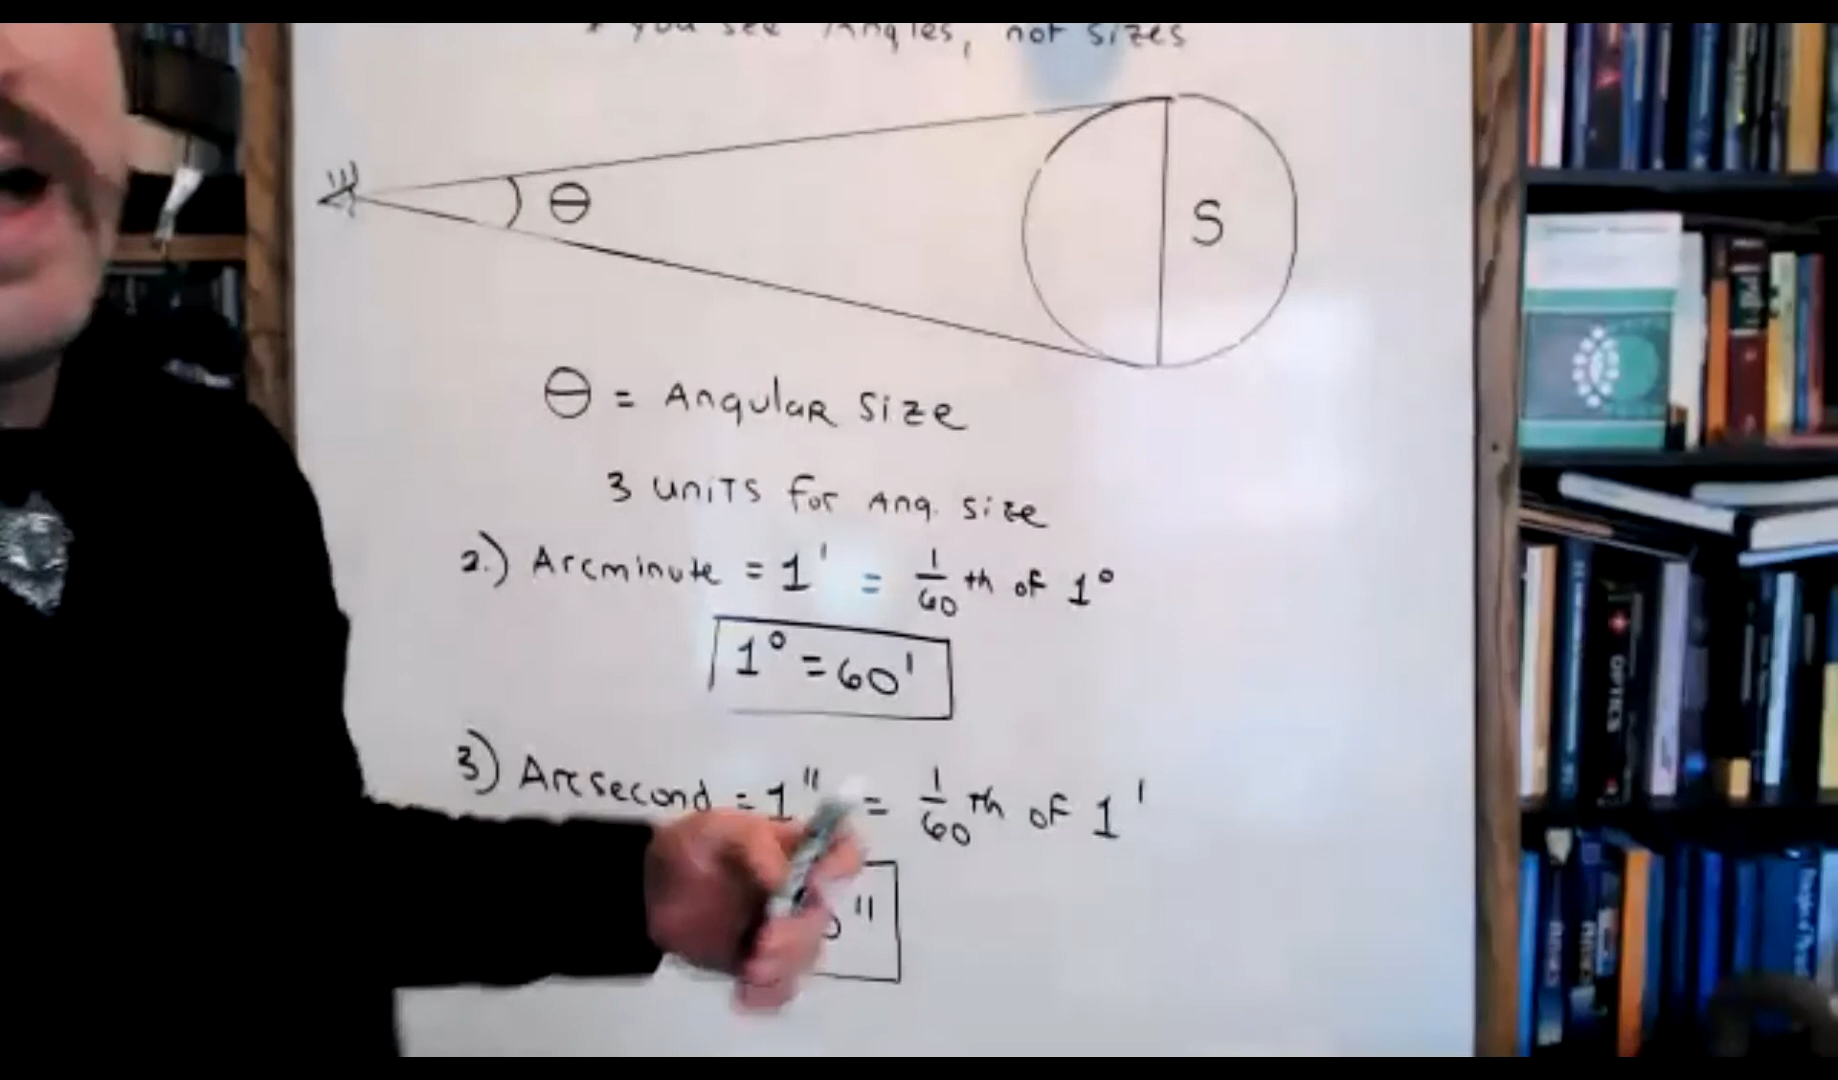 * you see Angles, not sizes
θ
S
θ = Angular Size
3 units for Ang. size
2.) Arcminute = 1' = 1/60 th of 1°
1° = 60'
3) Arcsecond = 1" = 1/60 th of 1'
"
OPTICS